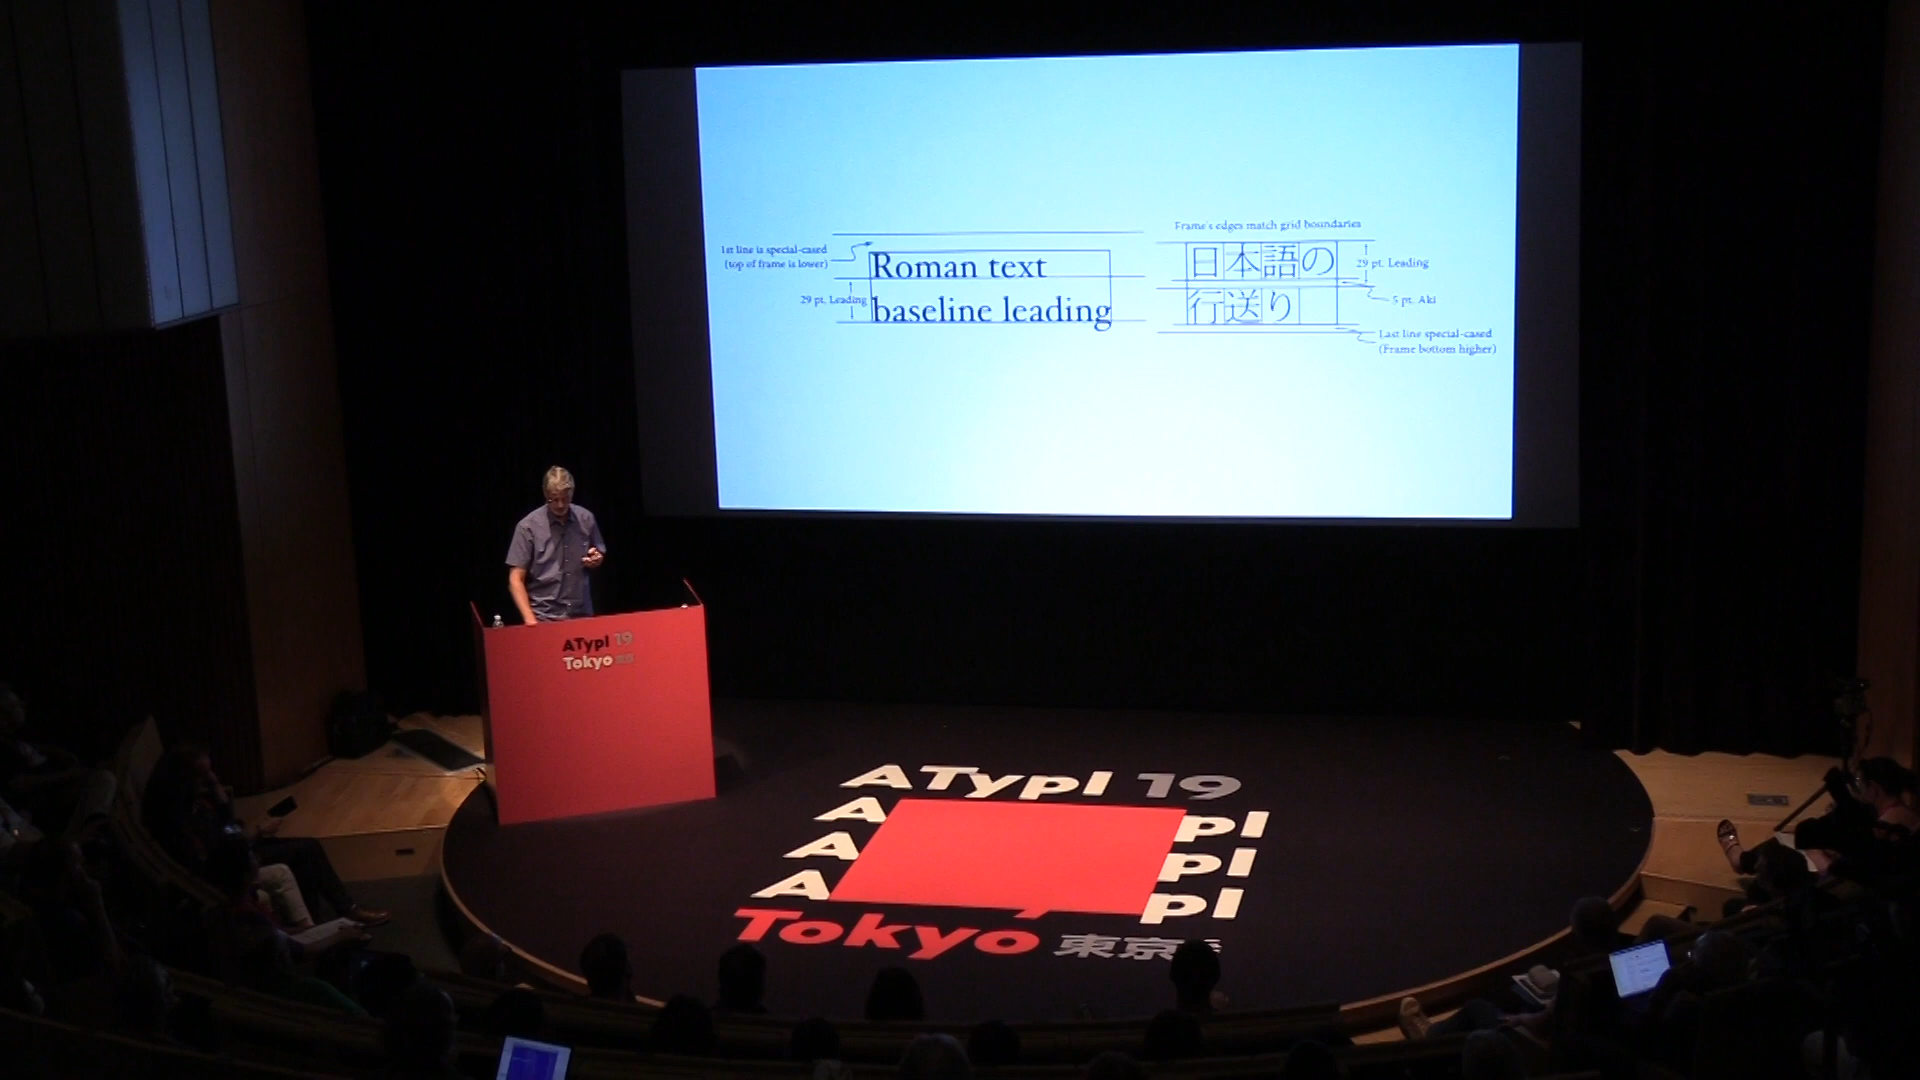 1st line is special-cased
(top of frame is lower)
29 pt. Leading
Roman text
baseline leading
Frame's edges match grid boundaries
日本語の
行送り
29 pt. Leading
5 pt. Aki
Last line special-cased
(Frame bottom higher)
ATypI 19
Tokyo 東京
ATypI 19
A pI
A pI
A pI
Tokyo 東京